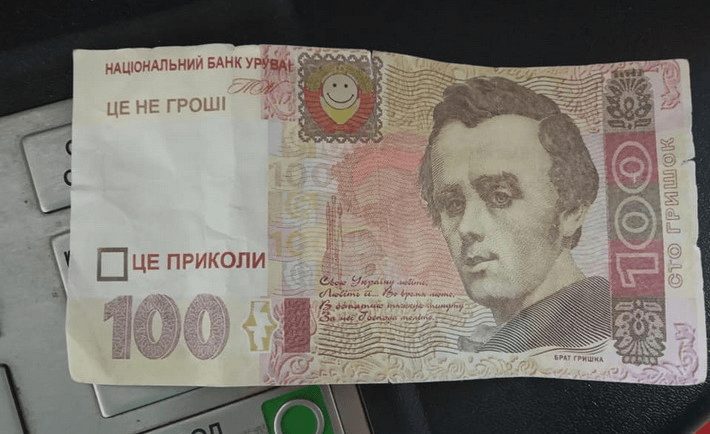 НАЦІОНАЛЬНИЙ БАНК УРУВАІ
ЦЕ НЕ ГРОШІ
ЦЕ ПРИКОЛИ
100
Свою Україну любіть.
Любіть її... Во время люте,
В останню тяжкую минуту
За неї Господа моліть.
БРАТ ГРИШКА
100
СТО ГРИШОК